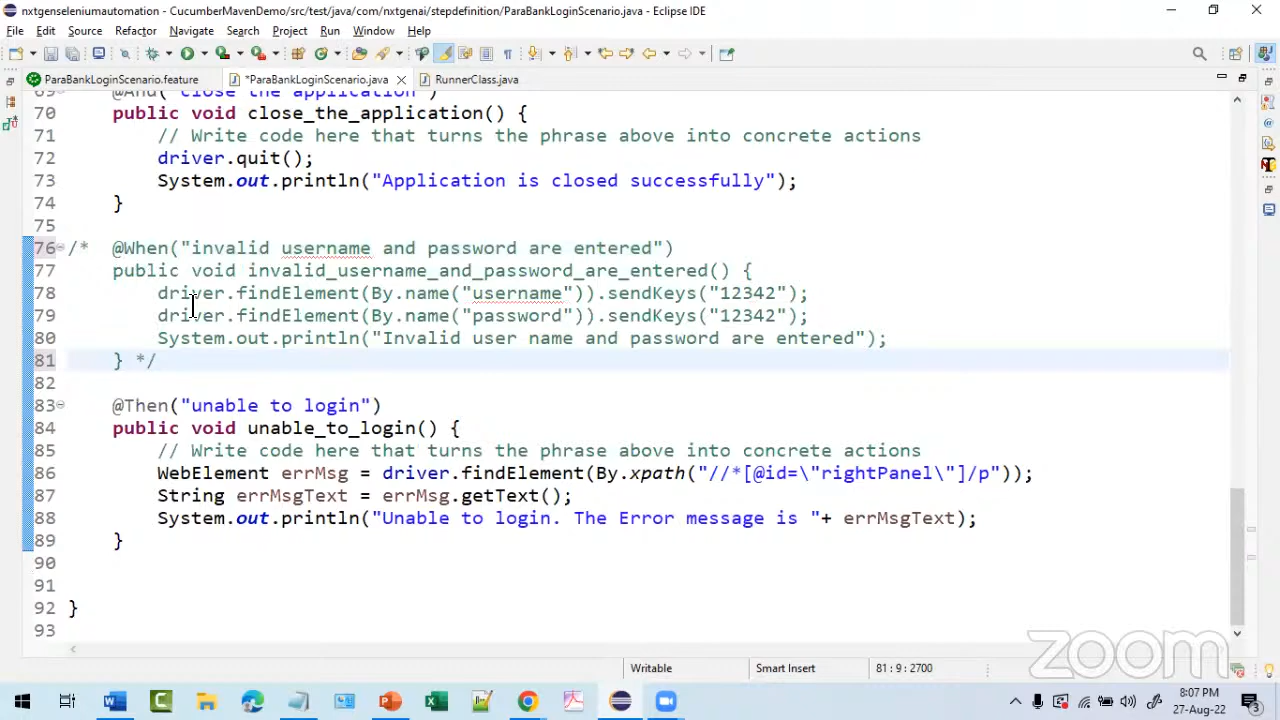 nxtgenseleniumautomation - CucumberMavenDemo/src/test/java/com/nxtgenai/stepdefinition/ParaBankLoginScenario.java - Eclipse IDE
File Edit Source Refactor Navigate Search Project Run Window Help
ParaBankLoginScenario.feature *ParaBankLoginScenario.java RunnerClass.java
69 @And("close the application")
70 public void close_the_application() {
71 // Write code here that turns the phrase above into concrete actions
72 driver.quit();
73 System.out.println("Application is closed successfully");
74 }
75
76 /* @When("invalid username and password are entered")
77 public void invalid_username_and_password_are_entered() {
78 driver.findElement(By.name("username")).sendKeys("12342");
79 driver.findElement(By.name("password")).sendKeys("12342");
80 System.out.println("Invalid user name and password are entered");
81 } */
82
83 @Then("unable to login")
84 public void unable_to_login() {
85 // Write code here that turns the phrase above into concrete actions
86 WebElement errMsg = driver.findElement(By.xpath("//*[@id=\"rightPanel\"]/p"));
87 String errMsgText = errMsg.getText();
88 System.out.println("Unable to login. The Error message is "+ errMsgText);
89 }
90
91
92 }
93
zoom
Writable Smart Insert 81 : 9 : 2700
8:07 PM
27-Aug-22
3